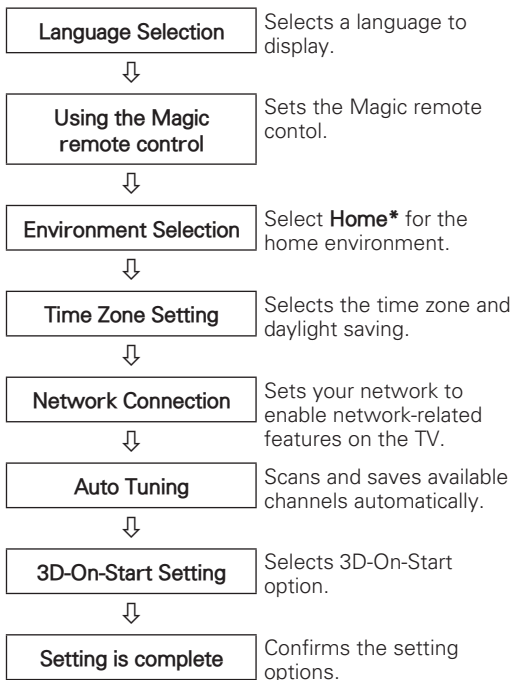 Language Selection
Selects a language to
display.
Using the Magic
remote control
Sets the Magic remote
contol.
Environment Selection
Select Home* for the
home environment.
Time Zone Setting
Selects the time zone and
daylight saving.
Network Connection
Sets your network to
enable network-related
features on the TV.
Auto Tuning
Scans and saves available
channels automatically.
3D-On-Start Setting
Selects 3D-On-Start
option.
Setting is complete
Confirms the setting
options.